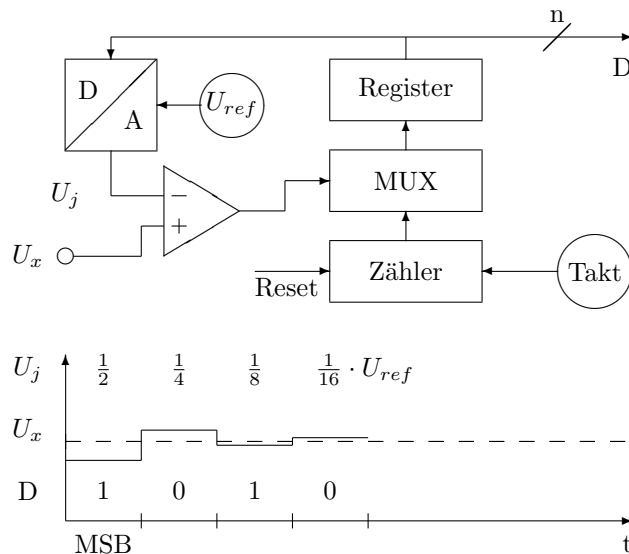 n
D
D
A
U_ref
Register
U_j
−
+
MUX
U_x
Reset
Zähler
Takt
U_j 1/2 1/4 1/8 1/16 · U_ref
U_x
D 1 0 1 0
MSB t